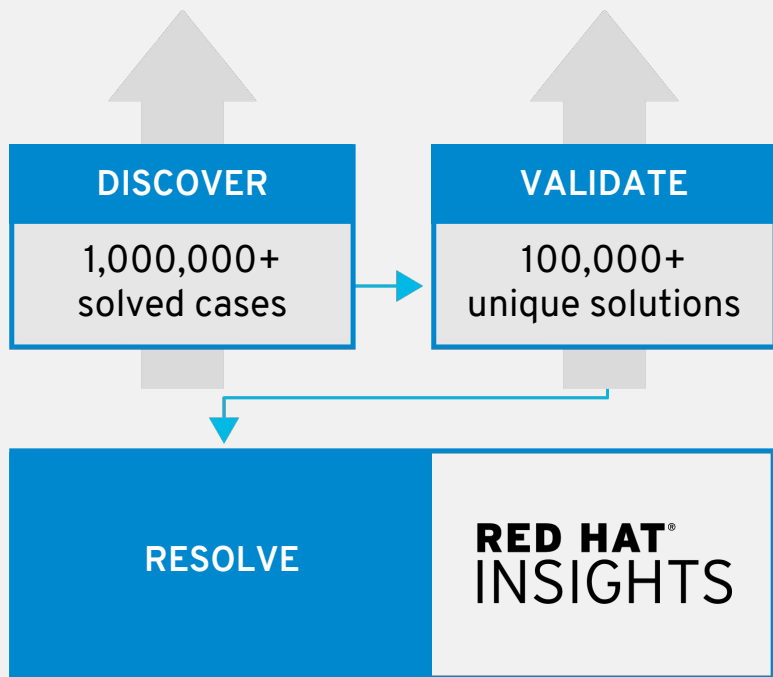 DISCOVER
1,000,000+
solved cases
VALIDATE
100,000+
unique solutions
RESOLVE
RED HAT®
INSIGHTS